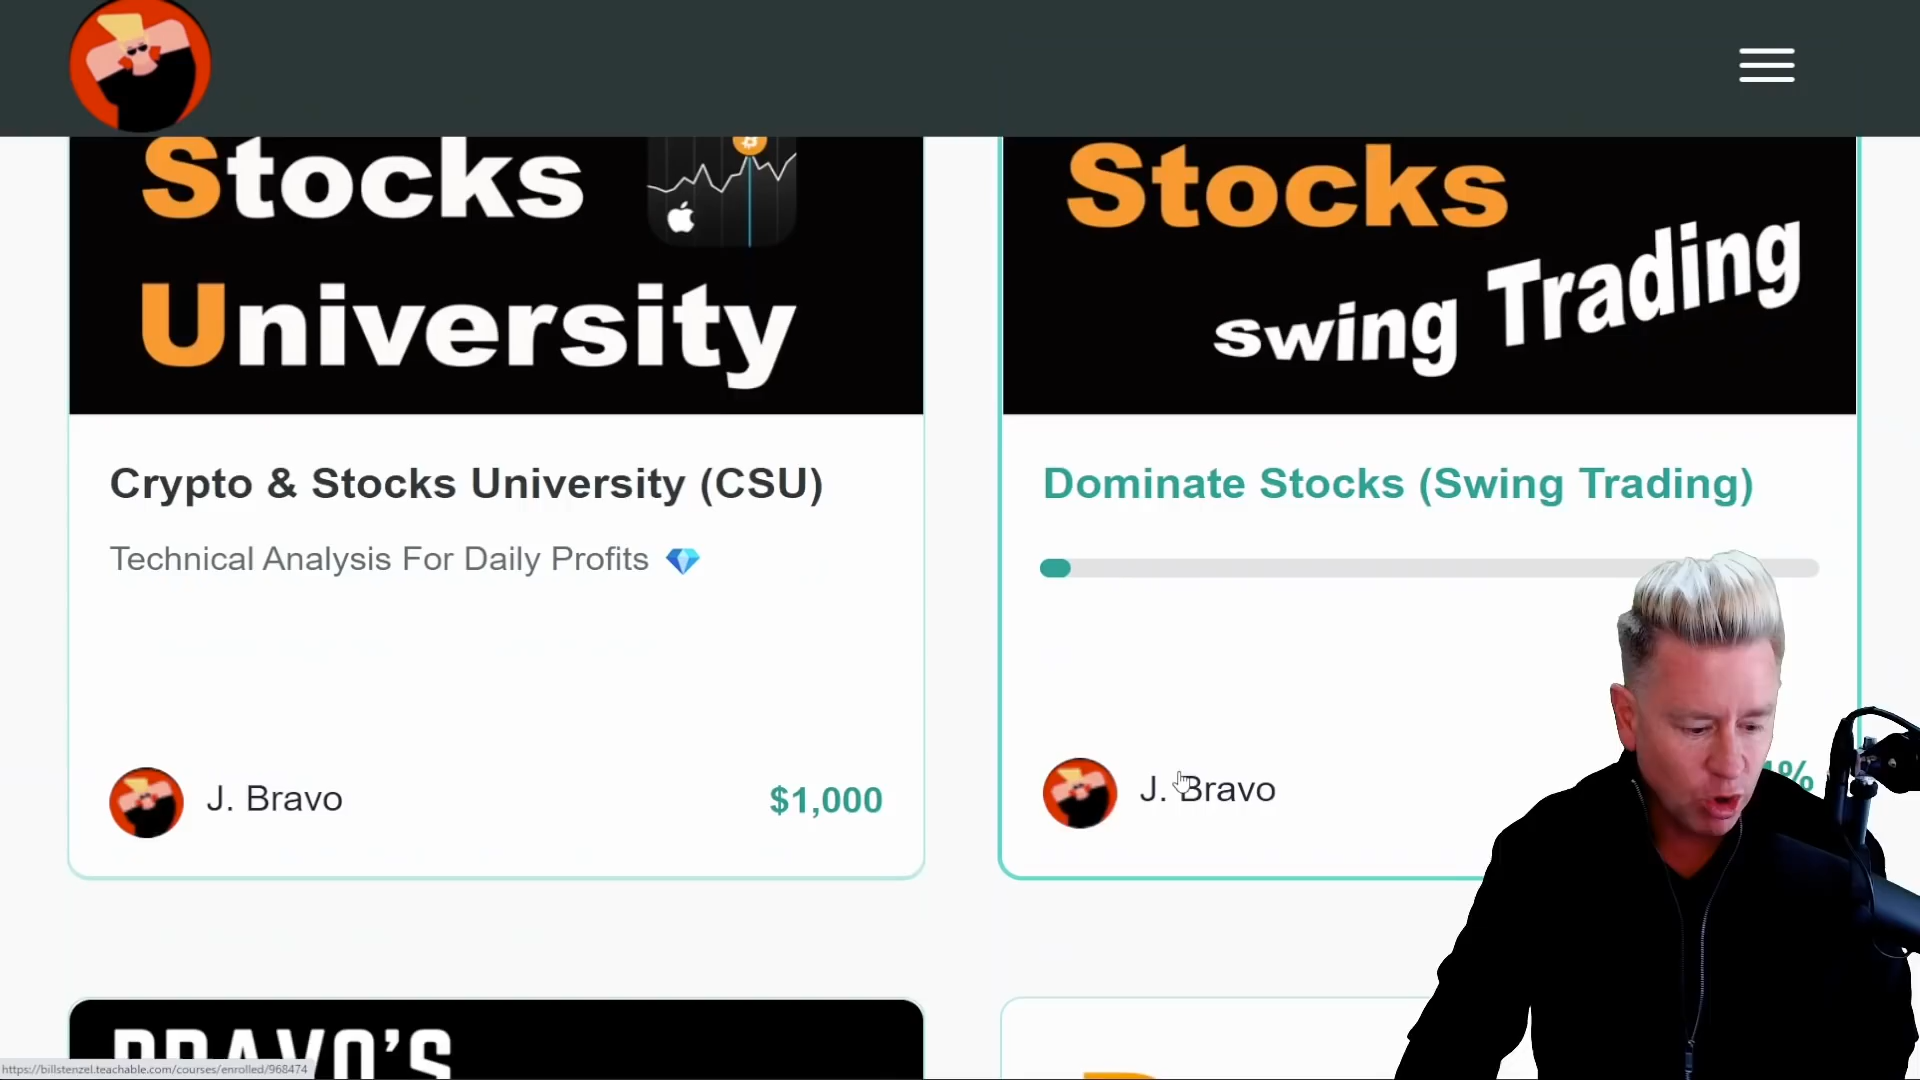 Stocks
University
Stocks
swing Trading
Crypto & Stocks University (CSU)
Technical Analysis For Daily Profits
J. Bravo
$1,000
Dominate Stocks (Swing Trading)
J. Bravo
BRAVO'S
https://billstenzel.teachable.com/courses/enrolled/968474